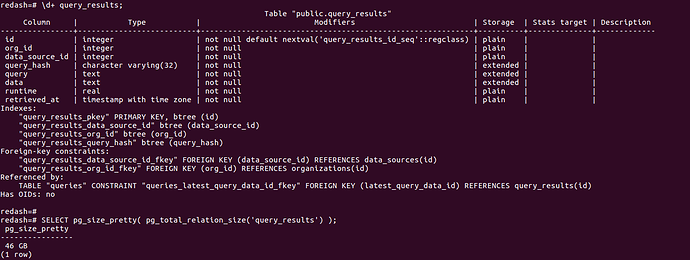 redash=# \d+ query_results;
Table "public.query_results"
Column | Type | Modifiers | Storage | Stats target | Description
----------------+--------------------------+------------------------------------------------------------+----------+--------------+-------------
id | integer | not null default nextval('query_results_id_seq'::regclass) | plain | |
org_id | integer | not null | plain | |
data_source_id | integer | not null | plain | |
query_hash | character varying(32) | not null | extended | |
query | text | not null | extended | |
data | text | not null | extended | |
runtime | real | not null | plain | |
retrieved_at | timestamp with time zone | not null | plain | |
Indexes:
"query_results_pkey" PRIMARY KEY, btree (id)
"query_results_data_source_id" btree (data_source_id)
"query_results_org_id" btree (org_id)
"query_results_query_hash" btree (query_hash)
Foreign-key constraints:
"query_results_data_source_id_fkey" FOREIGN KEY (data_source_id) REFERENCES data_sources(id)
"query_results_org_id_fkey" FOREIGN KEY (org_id) REFERENCES organizations(id)
Referenced by:
TABLE "queries" CONSTRAINT "queries_latest_query_data_id_fkey" FOREIGN KEY (latest_query_data_id) REFERENCES query_results(id)
Has OIDs: no
redash=#
redash=# SELECT pg_size_pretty( pg_total_relation_size('query_results') );
pg_size_pretty
----------------
46 GB
(1 row)